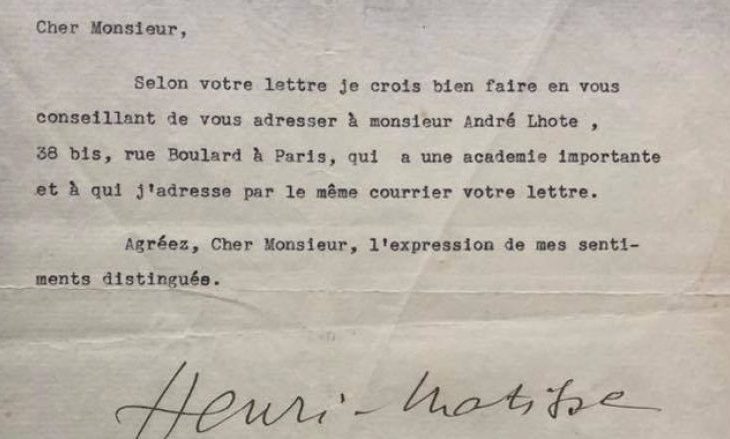 Cher Monsieur,
Selon votre lettre je crois bien faire en vous
conseillant de vous adresser à monsieur André Lhote ,
38 bis, rue Boulard à Paris, qui a une academie importante
et à qui j'adresse par le même courrier votre lettre.
Agréez, Cher Monsieur, l'expression de mes senti-
ments distingués.
Henri-Matisse